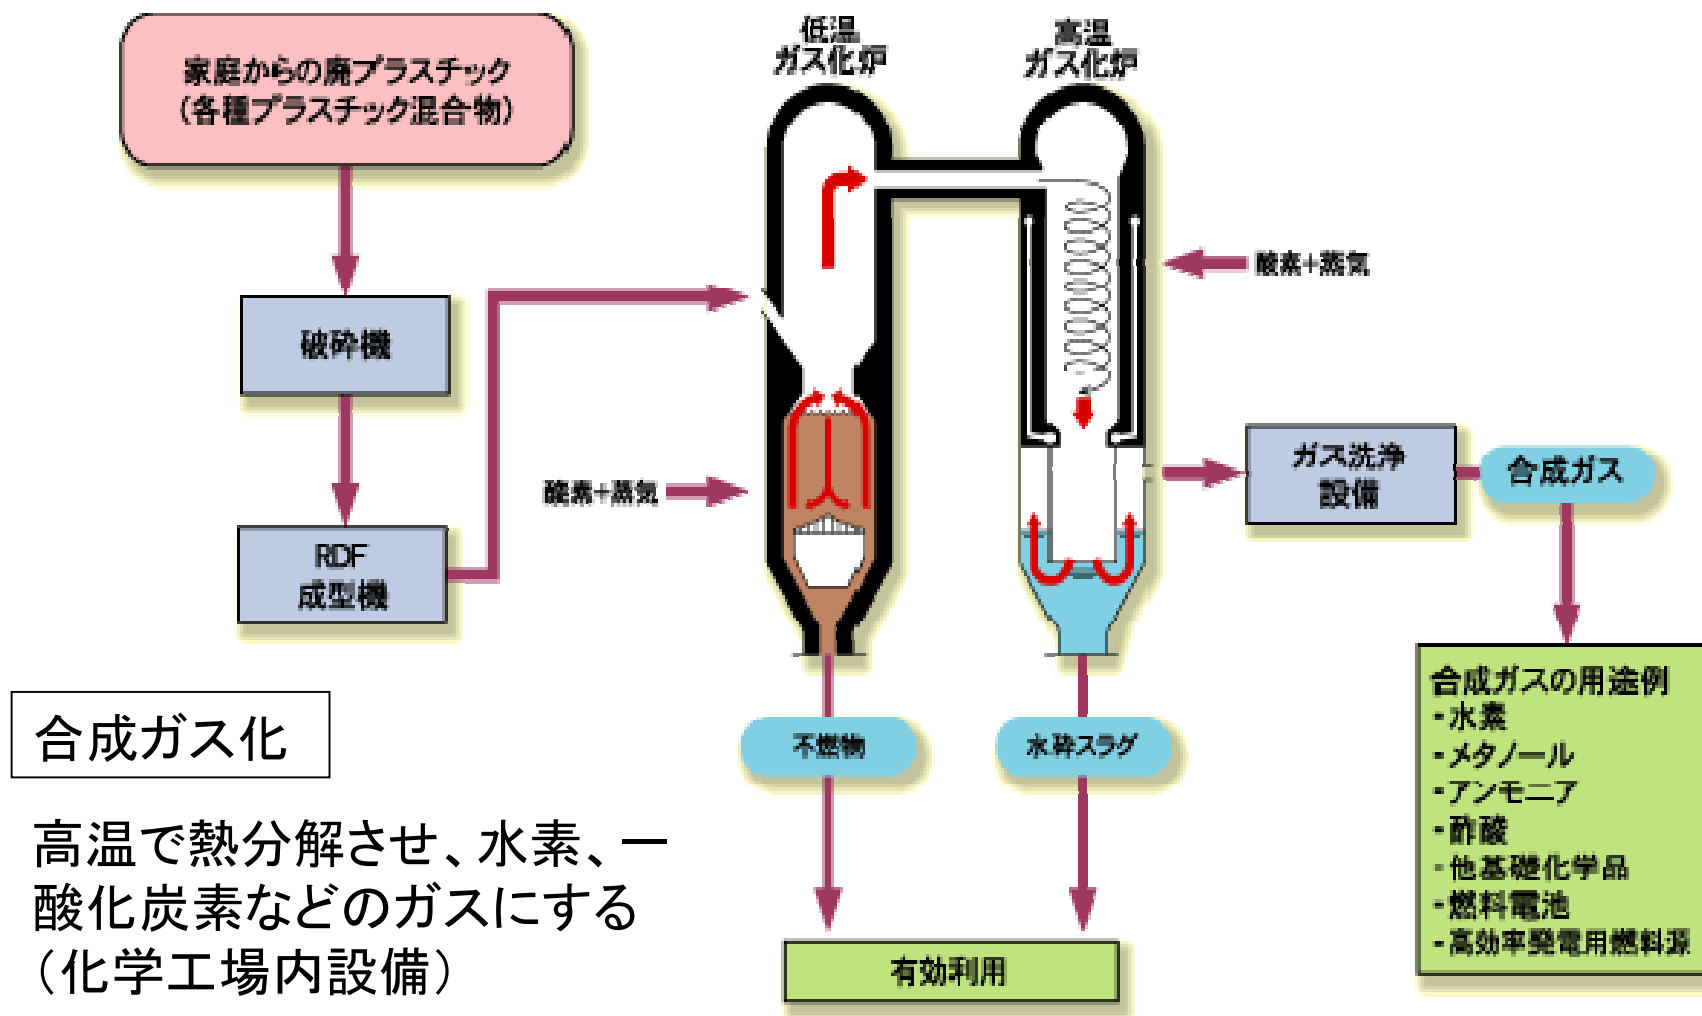 家庭からの廃プラスチック
(各種プラスチック混合物)
破砕機
RDF
成型機
低温
ガス化炉
高温
ガス化炉
酸素+蒸気
酸素+蒸気
ガス洗浄
設備
合成ガス
合成ガスの用途例
-水素
-メタノール
-アンモニア
-酢酸
-他基礎化学品
-燃料電池
-高効率発電用燃料源
不燃物
水砕スラグ
有効利用
合成ガス化
高温で熱分解させ、水素、一
酸化炭素などのガスにする
(化学工場内設備)